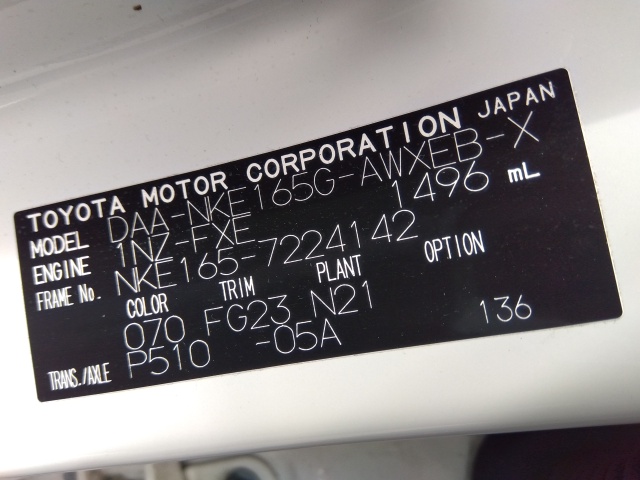 TOYOTA MOTOR CORPORATION JAPAN
MODEL DAA-NKE165G-AWXEB-X
ENGINE 1NZ-FXE 1496 mL
FRAME No. NKE165-7224142
COLOR TRIM PLANT OPTION
070 FG23 N21
TRANS./AXLE P510 -05A 136